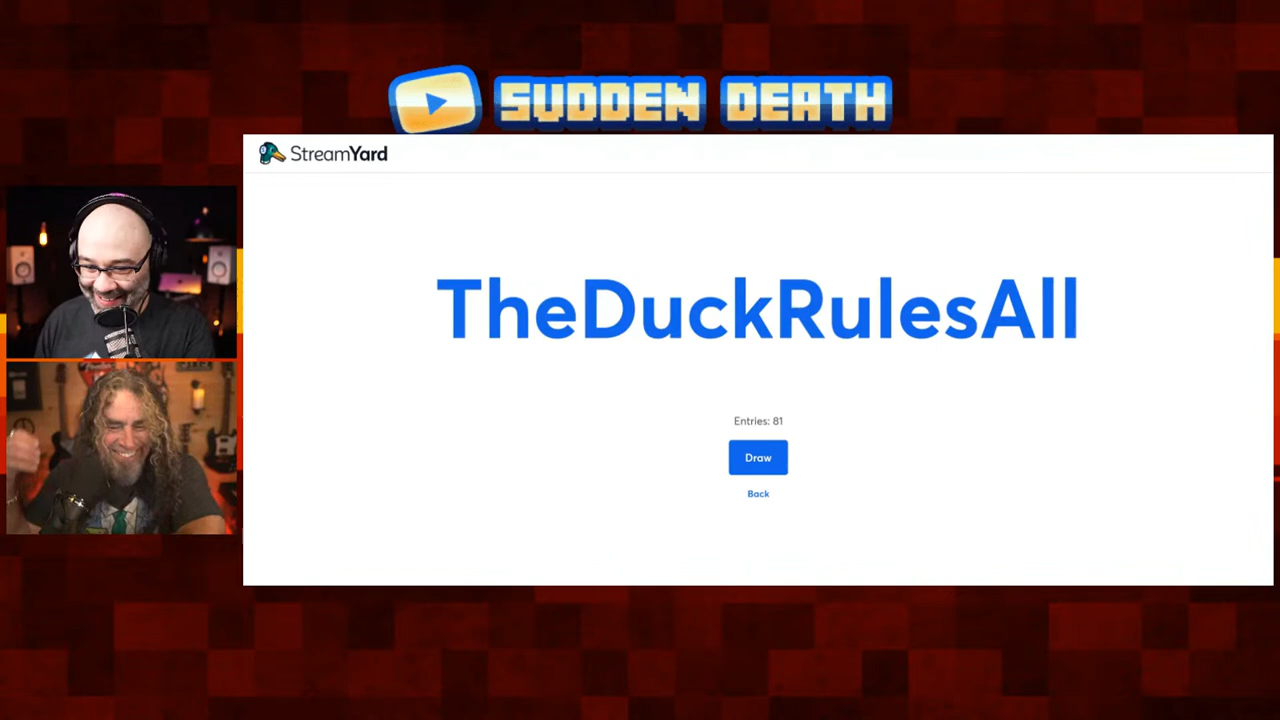 SUDDEN DEATH
StreamYard
TheDuckRulesAll
Entries: 81
Draw
Back